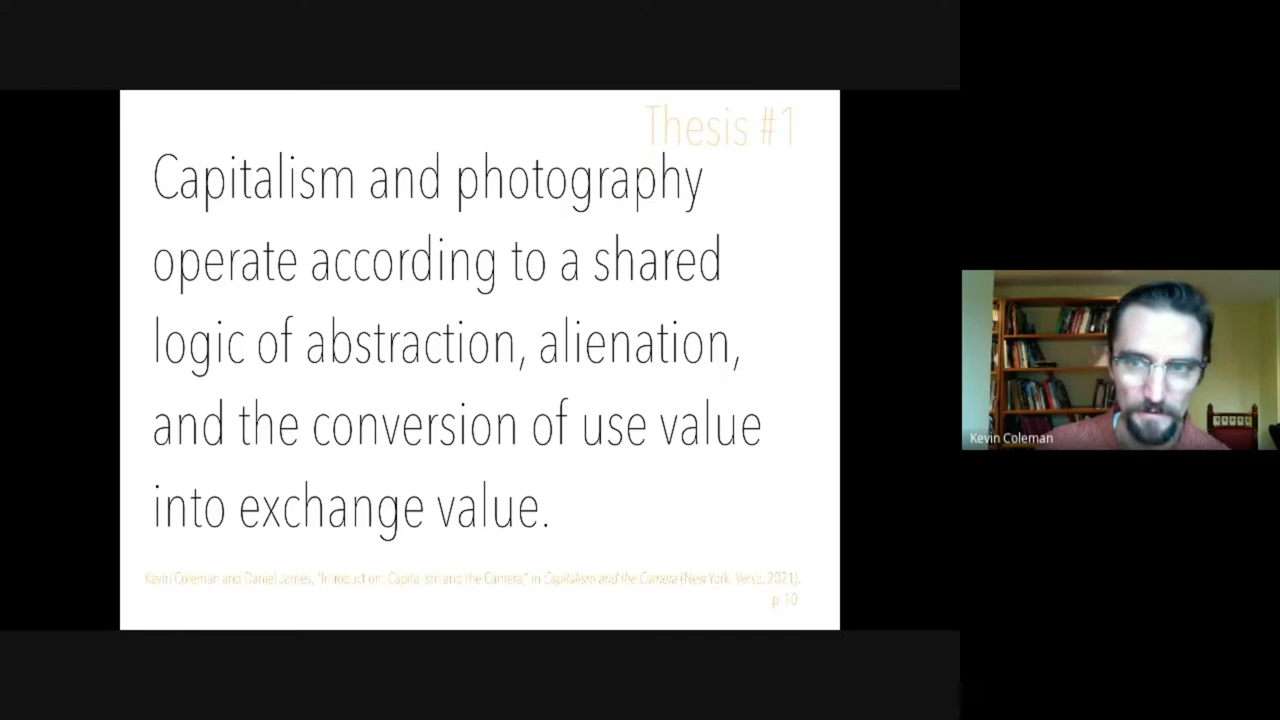 Thesis #1
Capitalism and photography
operate according to a shared
logic of abstraction, alienation,
and the conversion of use value
into exchange value.
Kevin Coleman and Daniel James, "Introduction: Capitalism and the Camera," in Capitalism and the Camera (New York: Verso, 2021),
p 10
Kevin Coleman